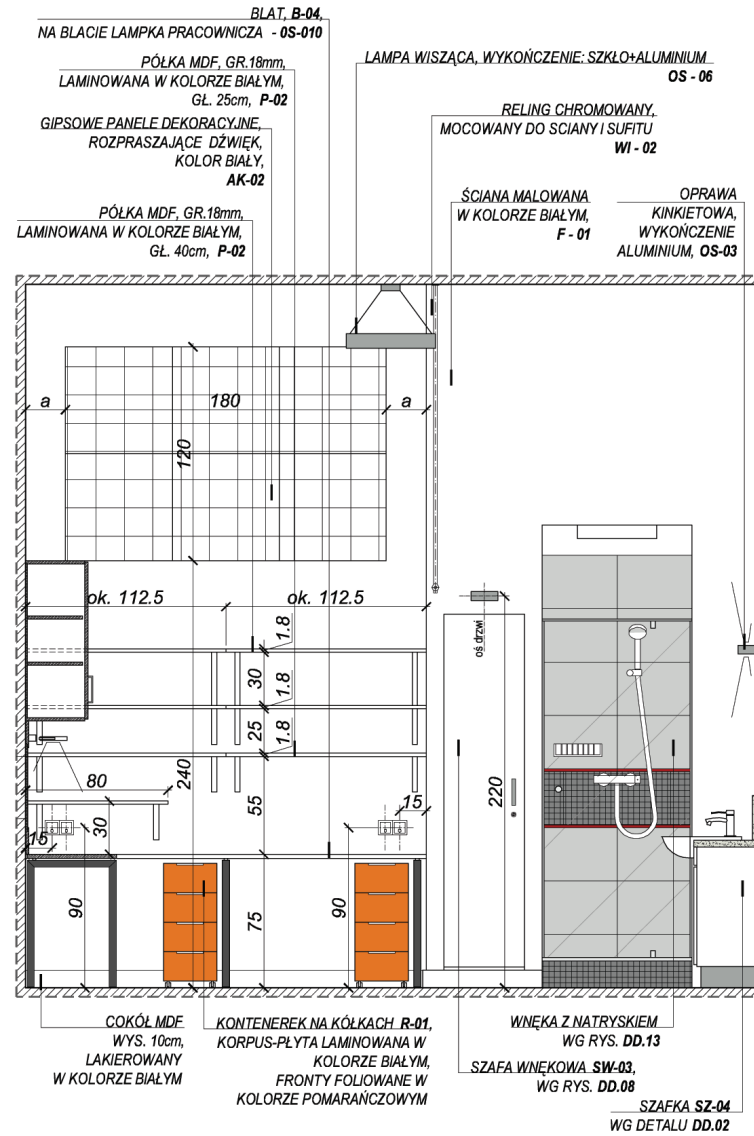 BLAT, B-04,
NA BLACIE LAMPKA PRACOWNICZA - 0S-010
PÓŁKA MDF, GR.18mm,
LAMINOWANA W KOLORZE BIAŁYM,
GŁ. 25cm, P-02
GIPSOWE PANELE DEKORACYJNE,
ROZPRASZAJĄCE DŹWIĘK,
KOLOR BIAŁY,
AK-02
PÓŁKA MDF, GR.18mm,
LAMINOWANA W KOLORZE BIAŁYM,
GŁ. 40cm, P-02
LAMPA WISZĄCA, WYKOŃCZENIE: SZKŁO+ALUMINIUM
OS - 06
RELING CHROMOWANY,
MOCOWANY DO SCIANY I SUFITU
WI - 02
ŚCIANA MALOWANA
W KOLORZE BIAŁYM,
F - 01
OPRAWA
KINKIETOWA,
WYKOŃCZENIE
ALUMINIUM, OS-03
a
180
a
120
ok. 112.5
ok. 112.5
1.8
30
1.8
25
1.8
80
240
55
15
30
15
90
75
90
220
oś drzwi
COKÓŁ MDF
WYS. 10cm,
LAKIEROWANY
W KOLORZE BIAŁYM
KONTENEREK NA KÓŁKACH R-01,
KORPUS-PŁYTA LAMINOWANA W
KOLORZE BIAŁYM,
FRONTY FOLIOWANE W
KOLORZE POMARAŃCZOWYM
WNĘKA Z NATRYSKIEM
WG RYS. DD.13
SZAFA WNĘKOWA SW-03,
WG RYS. DD.08
SZAFKA SZ-04
WG DETALU DD.02